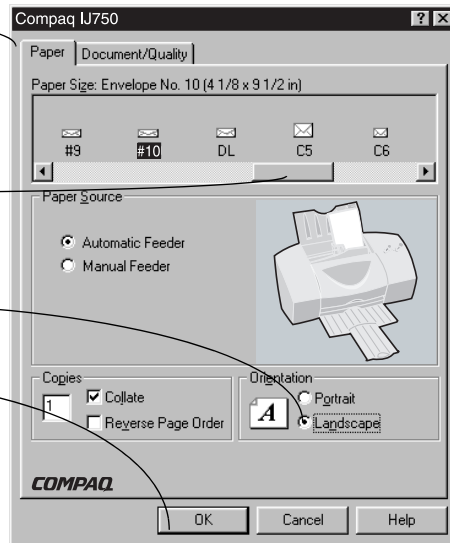 Compaq IJ750
Paper Document/Quality
Paper Size: Envelope No. 10 (4 1/8 x 9 1/2 in)
#9 #10 DL C5 C6
Paper Source
Automatic Feeder
Manual Feeder
Copies
1
Collate
Reverse Page Order
Orientation
A
Portrait
Landscape
COMPAQ
OK Cancel Help